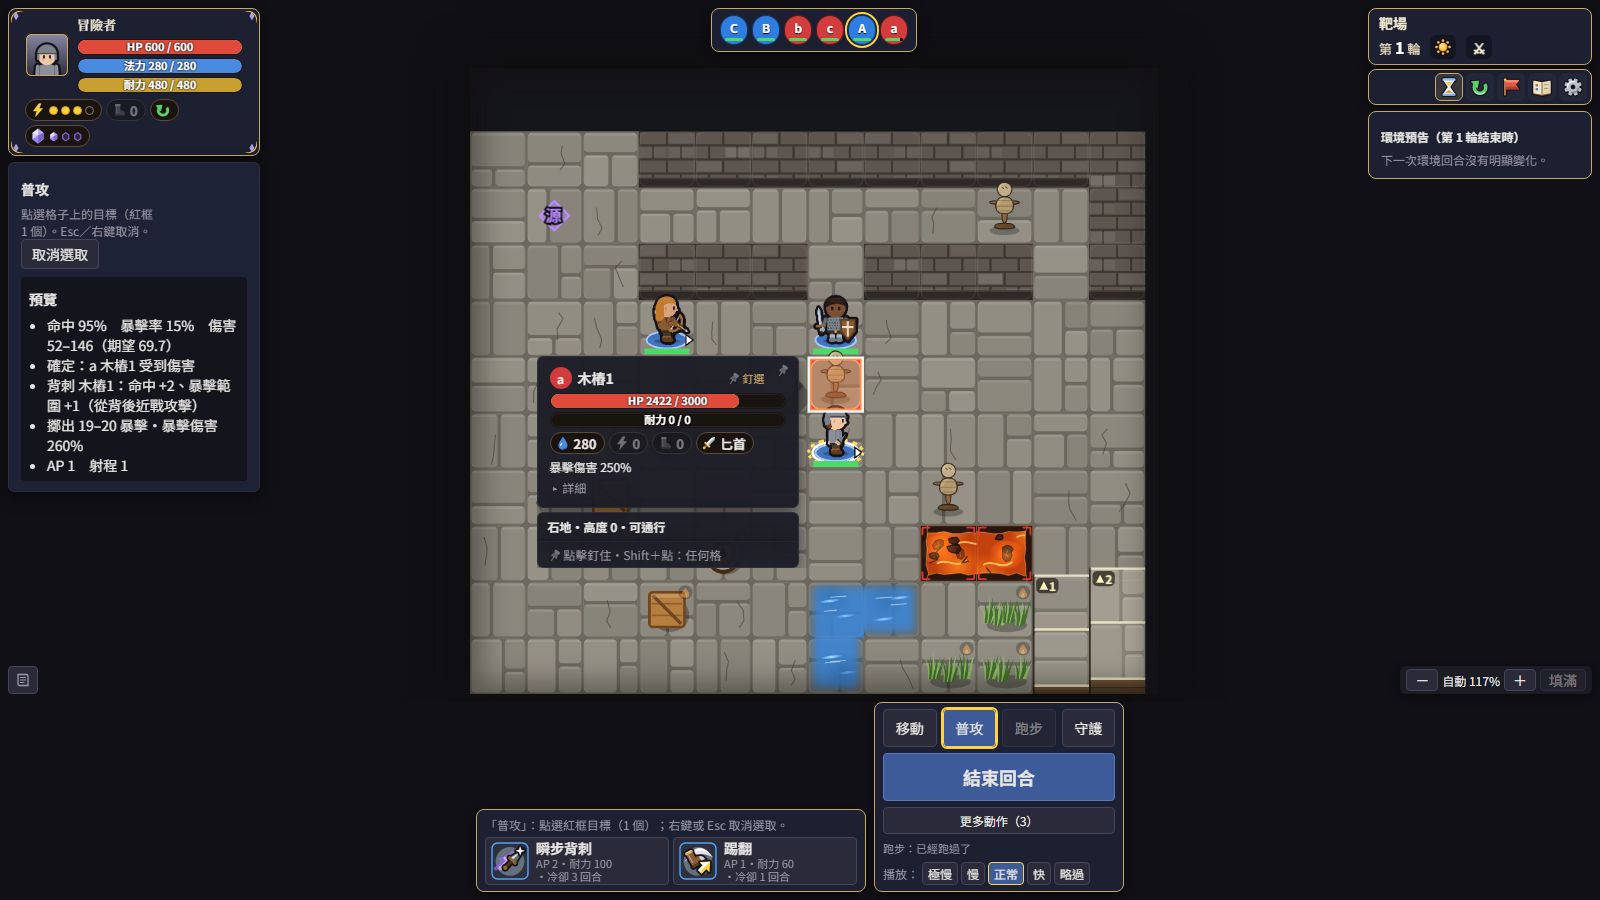 冒險者
HP 600 / 600
法力 280 / 280
耐力 480 / 480
0
普攻
點選格子上的目標（紅框
1 個）。Esc／右鍵取消。
取消選取
預覽
• 命中 95%　暴擊率 15%　傷害
52–146（期望 69.7）
• 確定：a 木樁1 受到傷害
• 背刺 木樁1：命中 +2、暴擊範
圍 +1（從背後近戰攻擊）
• 擲出 19–20 暴擊・暴擊傷害
260%
• AP 1　射程 1
C B b c A a
源
a 木樁1 釘選
HP 2422 / 3000
耐力 0 / 0
280 0 0 匕首
暴擊傷害 250%
▸ 詳細
石地・高度 0・可通行
點擊釘住・Shift＋點：任何格
▲1
▲2
靶場
第 1 輪
環境預告（第 1 輪結束時）
下一次環境回合沒有明顯變化。
− 自動 117% + 填滿
移動 普攻 跑步 守護
結束回合
更多動作（3）
跑步：已經跑過了
播放： 極慢 慢 正常 快 略過
「普攻」：點選紅框目標（1 個）；右鍵或 Esc 取消選取。
瞬步背刺
AP 2・耐力 100
・冷卻 3 回合
踢翻
AP 1・耐力 60
・冷卻 1 回合